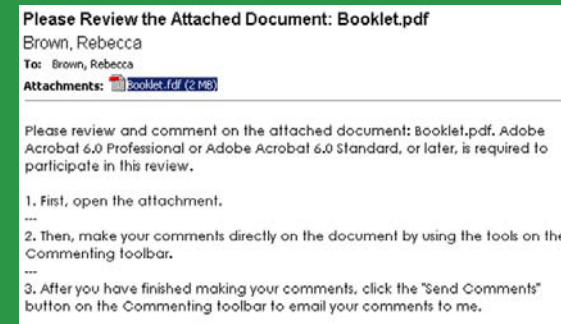 Please Review the Attached Document: Booklet.pdf
Brown, Rebecca
To: Brown, Rebecca
Attachments: Booklet.fdf (2 MB)
Please review and comment on the attached document: Booklet.pdf. Adobe
Acrobat 6.0 Professional or Adobe Acrobat 6.0 Standard, or later, is required to
participate in this review.
1. First, open the attachment.
---
2. Then, make your comments directly on the document by using the tools on the
Commenting toolbar.
---
3. After you have finished making your comments, click the "Send Comments"
button on the Commenting toolbar to email your comments to me.